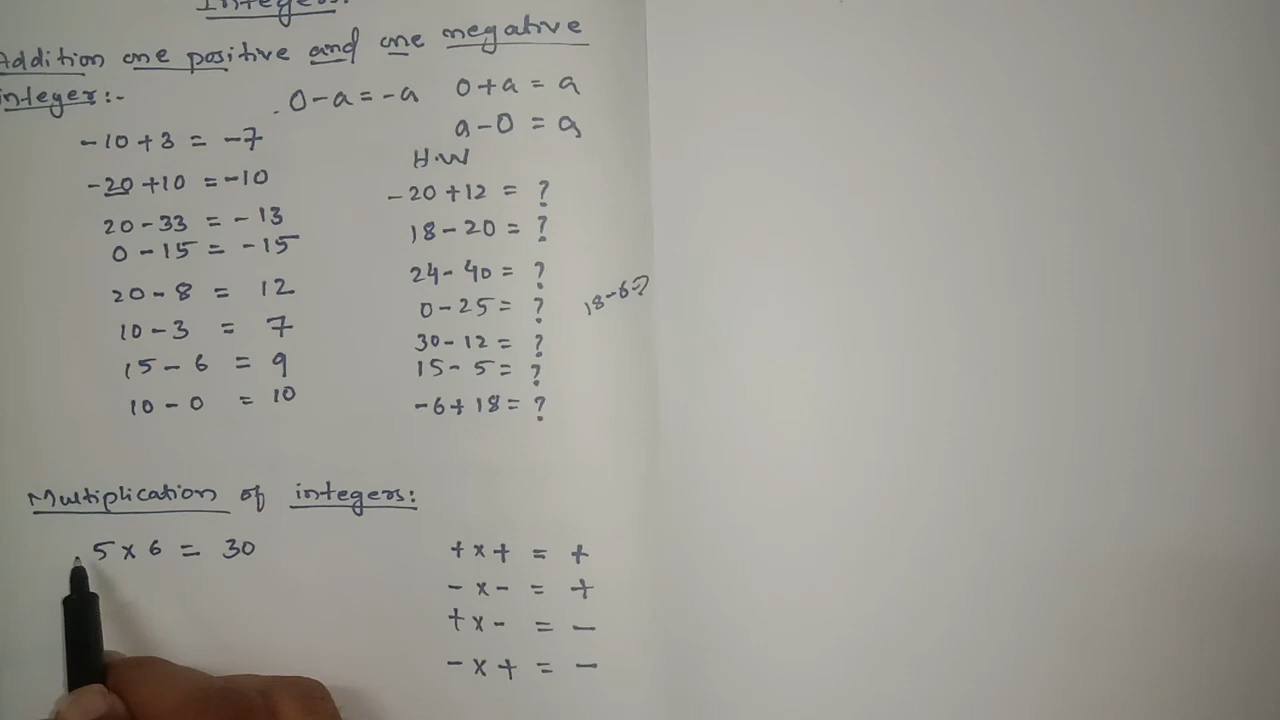 Integers:
Addition one positive and one negative
integer:-
0-a=-a
0+a = a
a-0 = a
-10+3 = -7
-20+10 =-10
20-33 = -13
0-15 = -15
20-8 = 12
10-3 = 7
15-6 = 9
10-0 = 10
H.W
-20+12 = ?
18-20 = ?
24-40 = ?
0-25 = ?
18-6=?
30-12 = ?
15-5 = ?
-6+18 = ?
Multiplication of integers:
5 x 6 = 30
+x+ = +
-x- = +
+x- = -
-x+ = -